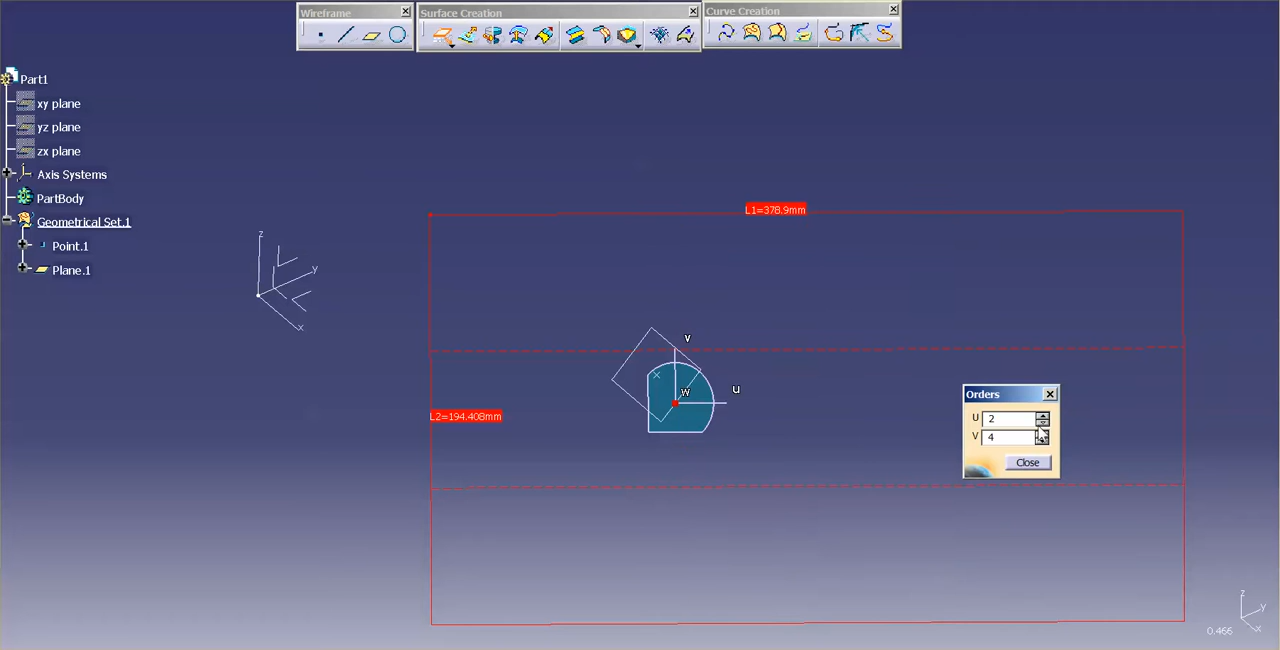 Wireframe
Surface Creation
Curve Creation
Part1
xy plane
yz plane
zx plane
Axis Systems
PartBody
Geometrical Set.1
Point.1
Plane.1
z
y
x
L1=378,9mm
L2=194.408mm
v
w
u
Orders
U 2
V 4
Close
z
y
x
0.466